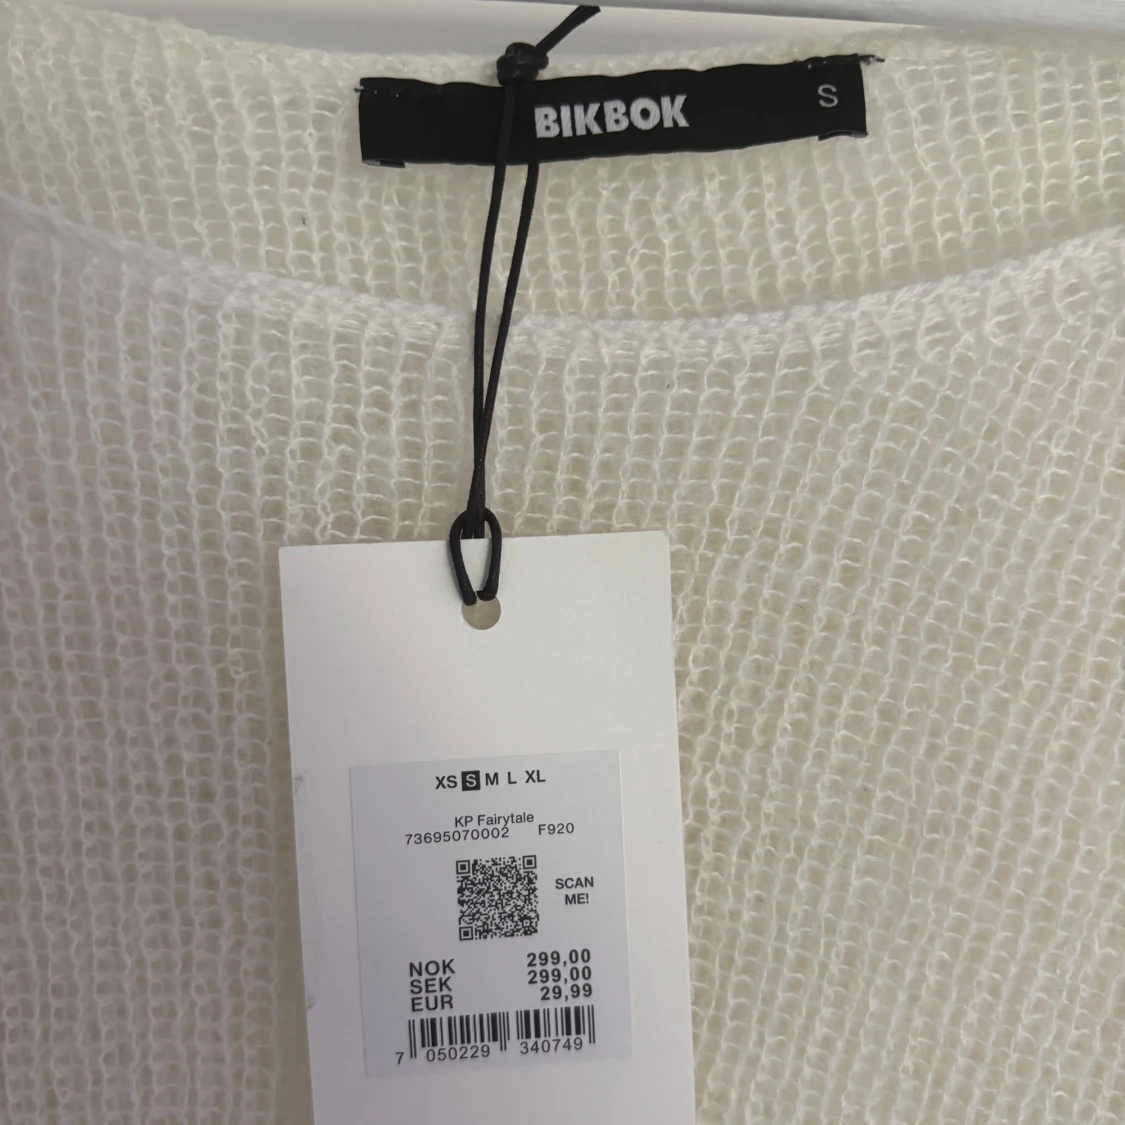 BIKBOK
S
XS S M L XL
KP Fairytale
73695070002 F920
SCAN
ME!
NOK 299,00
SEK 299,00
EUR 29,99
7 050229 340749